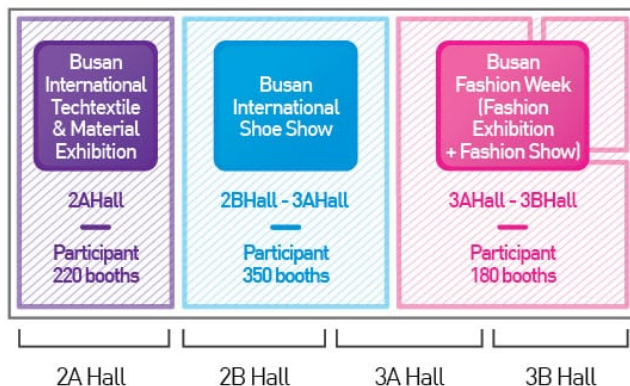 Busan
International
Techtextile
& Material
Exhibition
2AHall
Participant
220 booths
Busan
International
Shoe Show
2BHall - 3AHall
Participant
350 booths
Busan
Fashion Week
(Fashion
Exhibition
+ Fashion Show)
3AHall - 3BHall
Participant
180 booths
2A Hall
2B Hall
3A Hall
3B Hall